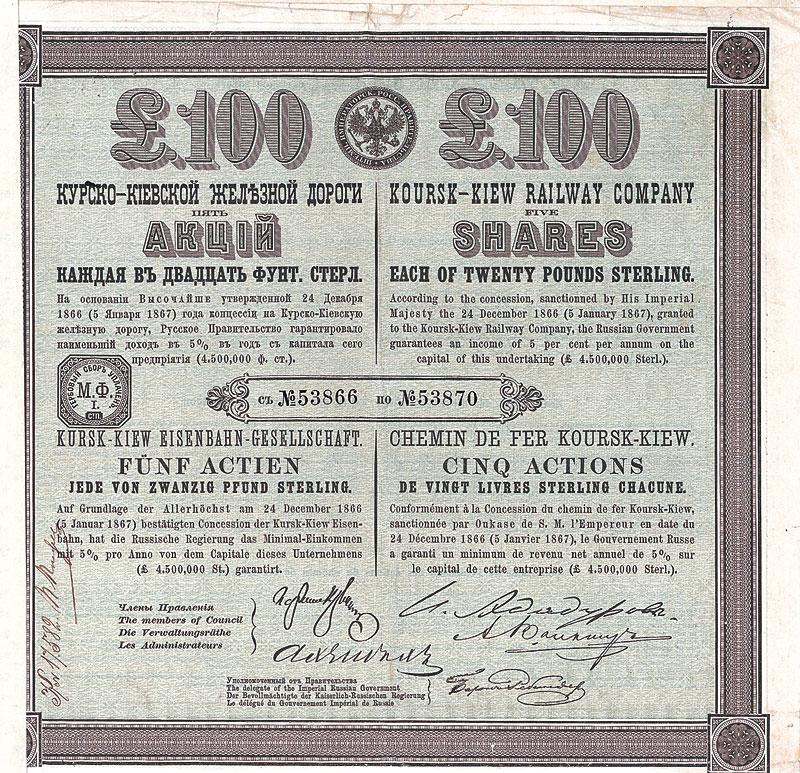 £100 £100
КУРСКО-КІЕВСКОЙ ЖЕЛѢЗНОЙ ДОРОГИ
ПЯТЬ
АКЦІЙ
КАЖДАЯ ВЪ ДВАДЦАТЬ ФУНТ. СТЕРЛ.
На основаніи Высочайше утвержденной 24 Декабря
1866 (5 Января 1867) года концессіи на Курско-Кіевскую
желѣзную дорогу, Русское Правительство гарантировало
наименьшій доходъ въ 5% въ годъ съ капитала сего
предпріятія (4.500,000 ф. ст.).
KOURSK-KIEW RAILWAY COMPANY
FIVE
SHARES
EACH OF TWENTY POUNDS STERLING.
According to the concession, sanctionned by His Imperial
Majesty the 24 December 1866 (5 January 1867), granted
to the Koursk-Kiew Railway Company, the Russian Government
guarantees an income of 5 per cent per annum on the
capital of this undertaking (£ 4.500,000 Sterl.).
ГЕРБОВЫЙ СБОРЪ УПЛАЧЕНЪ
М.Ф.
I.
СПБ
съ №53866 по №53870
KURSK-KIEW EISENBAHN-GESELLSCHAFT.
FÜNF ACTIEN
JEDE VON ZWANZIG PFUND STERLING.
Auf Grundlage der Allerhöchst am 24 December 1866
(5 Januar 1867) bestätigten Concession der Kursk-Kiew Eisen-
bahn, hat die Russische Regierung das Minimal-Einkommen
mit 5% pro Anno von dem Capitale dieses Unternehmens
(£ 4.500,000 St.) garantirt.
CHEMIN DE FER KOURSK-KIEW.
CINQ ACTIONS
DE VINGT LIVRES STERLING CHACUNE.
Conformément à la Concession du chemin de fer Koursk-Kiew,
sanctionnée par Oukase de S. M. l'Empereur en date du
24 Décembre 1866 (5 Janvier 1867), le Gouvernement Russe
a garanti un minimum de revenu net annuel de 5% sur
le capital de cette entreprise (£ 4.500,000 Sterl.).
Члены Правленія
The members of Council
Die Verwaltungsräthe
Les Administrateurs
Уполномоченный отъ Правительства
The delegate of the Imperial Russian Government
Der Bevollmächtigte der Kaiserlich-Russischen Regierung
Le délégué du Gouvernement Impérial de Russie